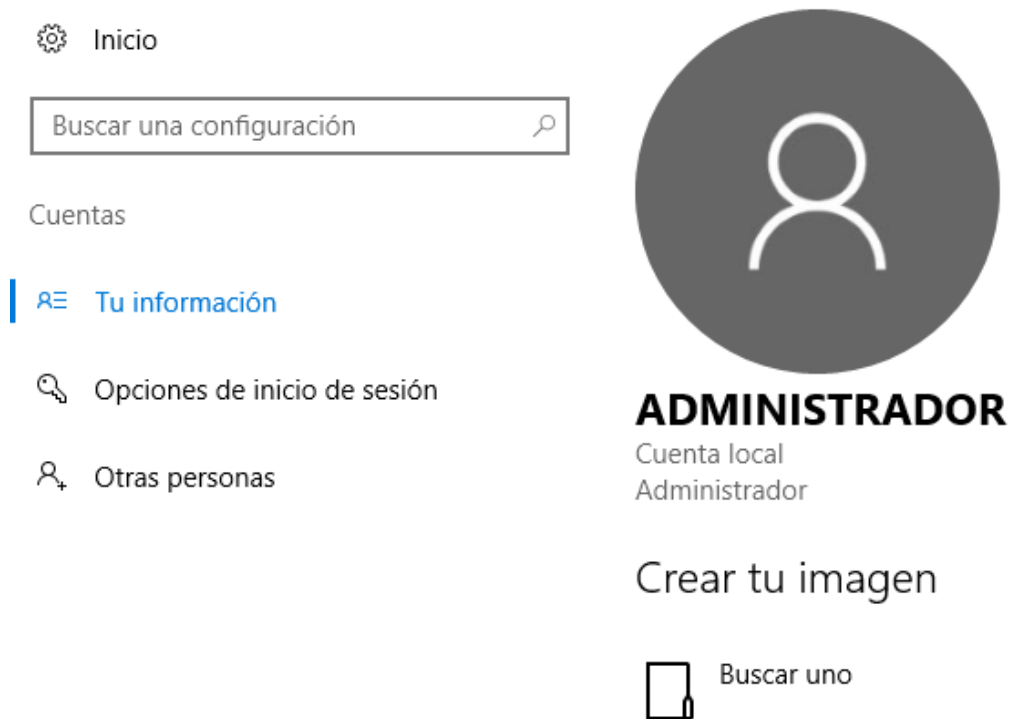 Inicio
Buscar una configuración
Cuentas
Tu información
Opciones de inicio de sesión
Otras personas
ADMINISTRADOR
Cuenta local
Administrador
Crear tu imagen
Buscar uno